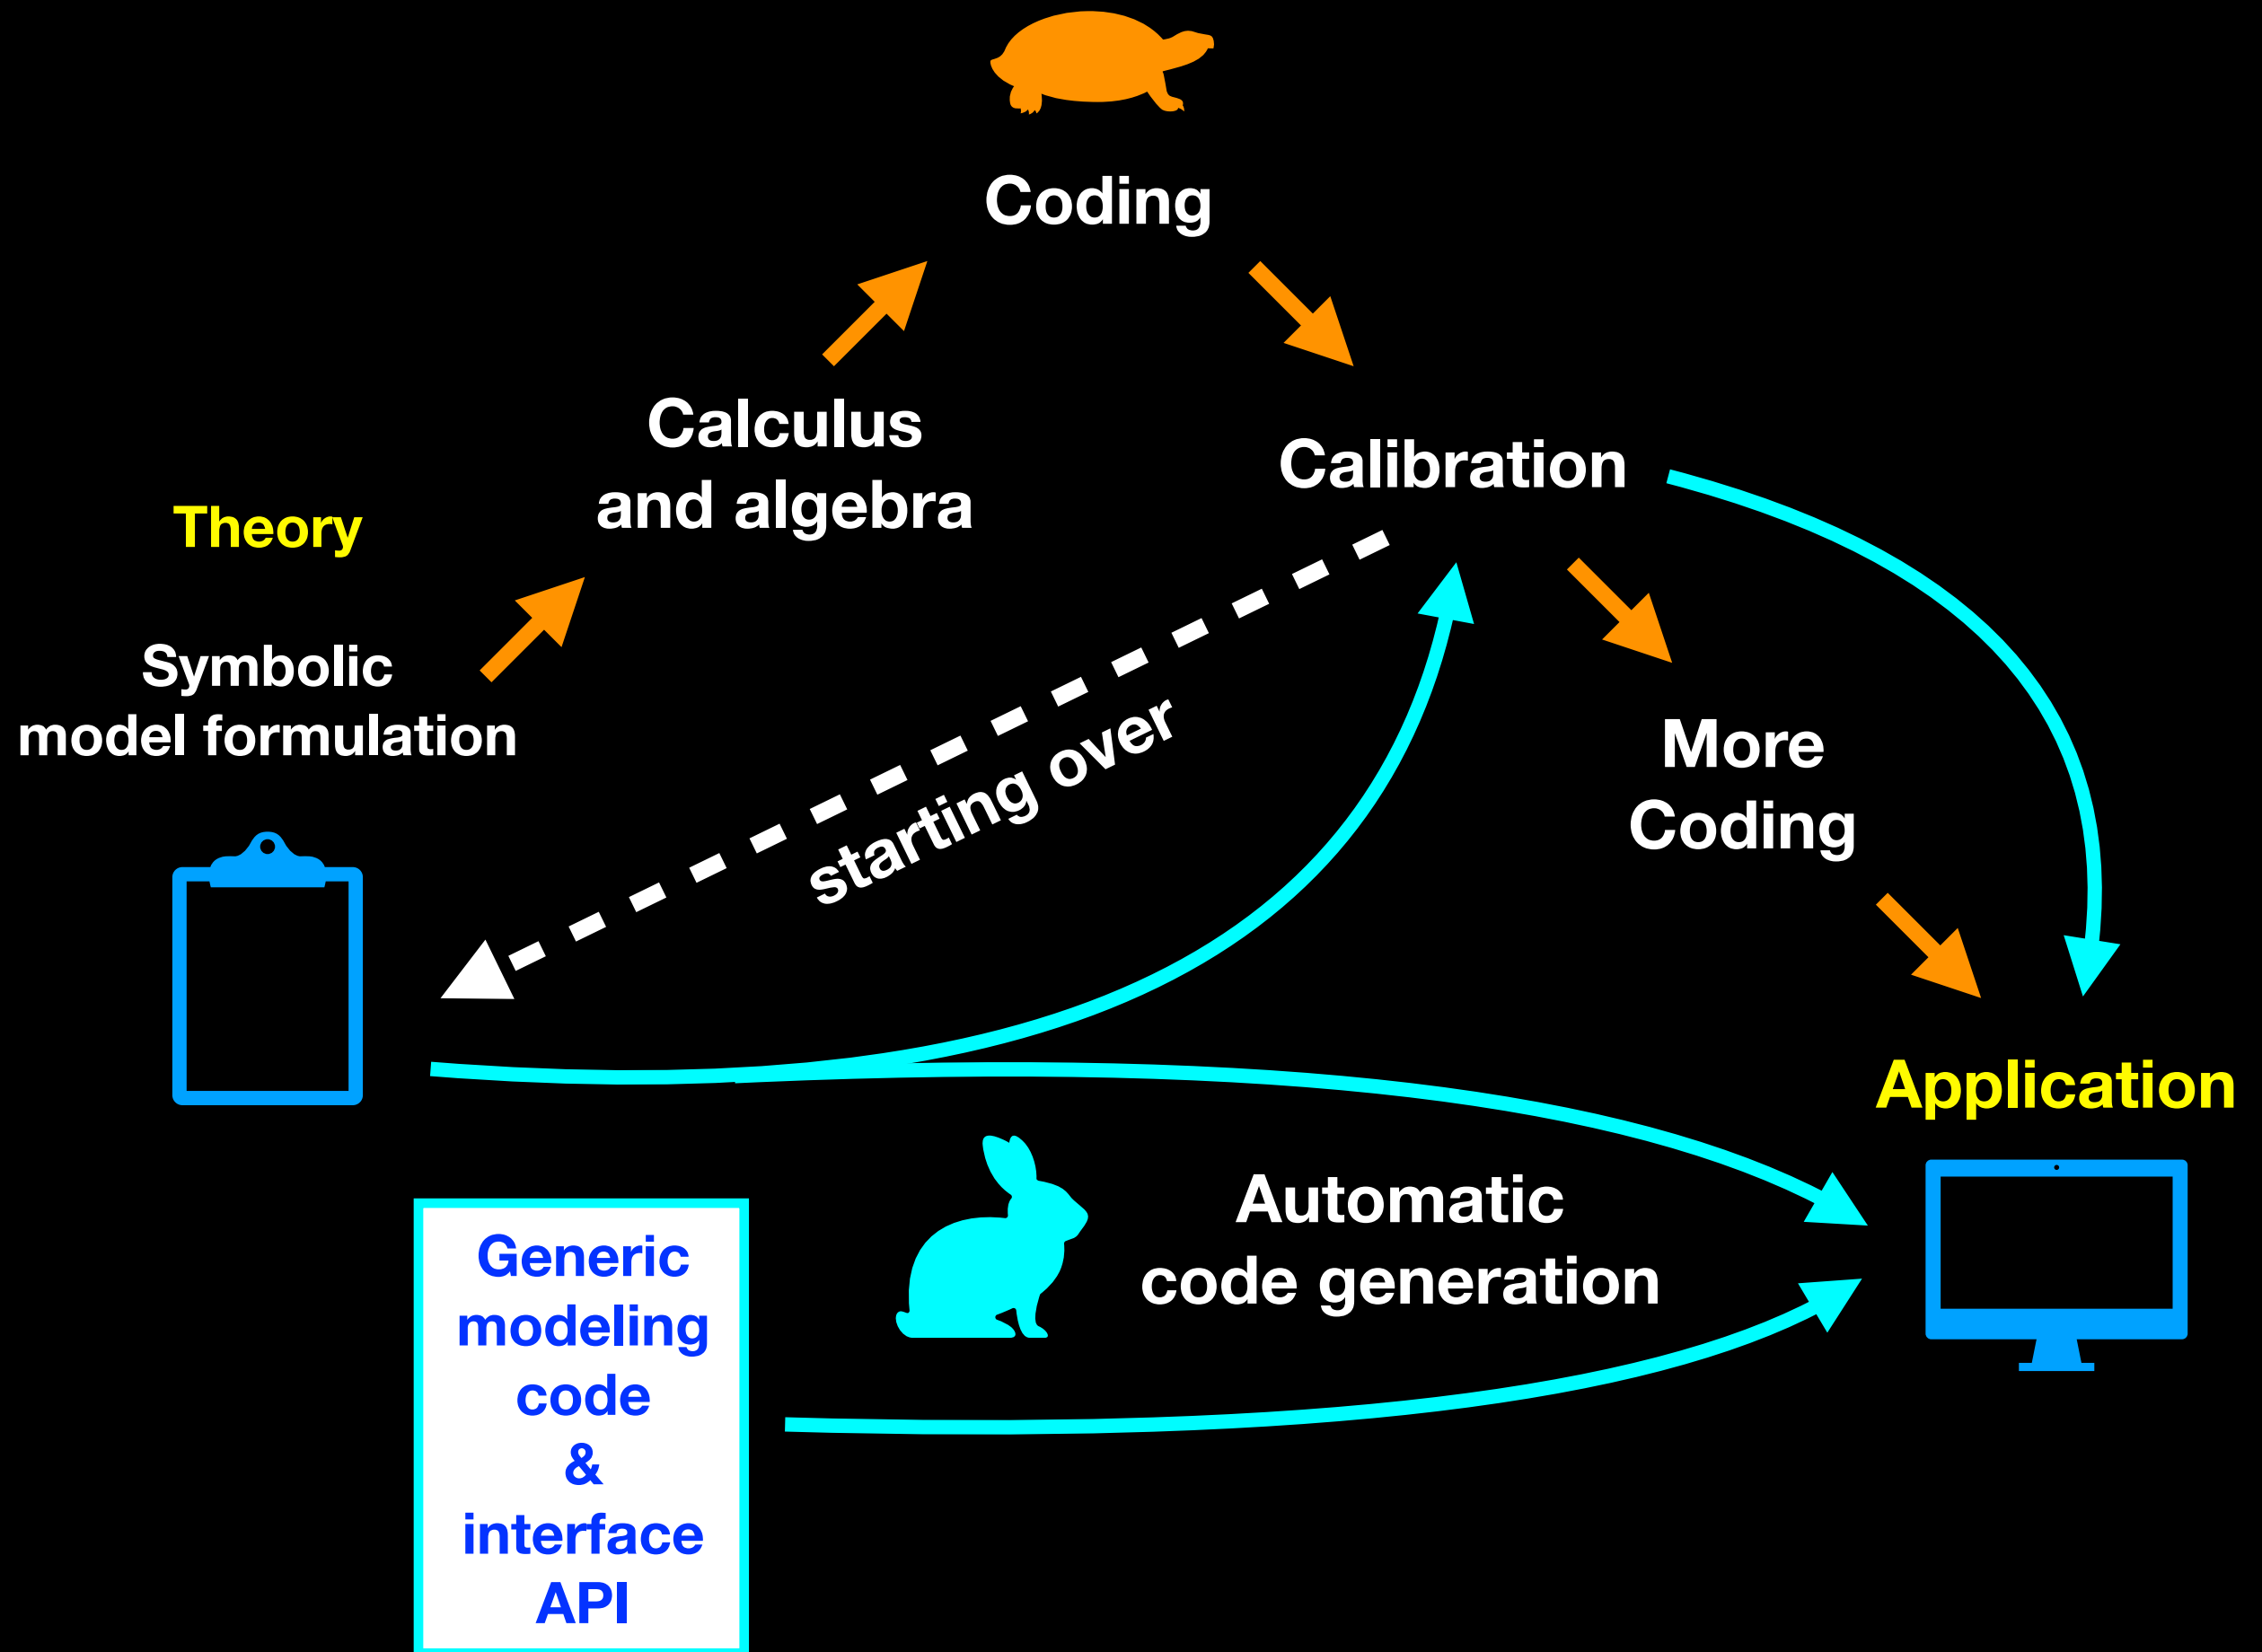 Coding
Calculus
and algebra
Calibration
Theory
Symbolic
model formulation
starting over
More
Coding
Application
Automatic
code generation
Generic
modeling
code
&
interface
API